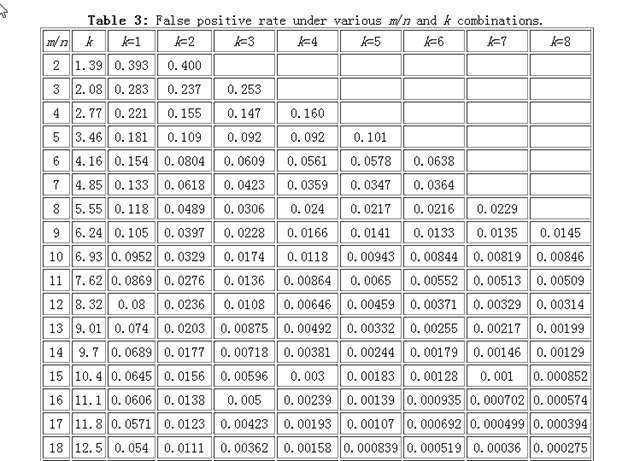 Table 3: False positive rate under various m/n and k combinations.
m/n k k=1 k=2 k=3 k=4 k=5 k=6 k=7 k=8
2 1.39 0.393 0.400
3 2.08 0.283 0.237 0.253
4 2.77 0.221 0.155 0.147 0.160
5 3.46 0.181 0.109 0.092 0.092 0.101
6 4.16 0.154 0.0804 0.0609 0.0561 0.0578 0.0638
7 4.85 0.133 0.0618 0.0423 0.0359 0.0347 0.0364
8 5.55 0.118 0.0489 0.0306 0.024 0.0217 0.0216 0.0229
9 6.24 0.105 0.0397 0.0228 0.0166 0.0141 0.0133 0.0135 0.0145
10 6.93 0.0952 0.0329 0.0174 0.0118 0.00943 0.00844 0.00819 0.00846
11 7.62 0.0869 0.0276 0.0136 0.00864 0.0065 0.00552 0.00513 0.00509
12 8.32 0.08 0.0236 0.0108 0.00646 0.00459 0.00371 0.00329 0.00314
13 9.01 0.074 0.0203 0.00875 0.00492 0.00332 0.00255 0.00217 0.00199
14 9.7 0.0689 0.0177 0.00718 0.00381 0.00244 0.00179 0.00146 0.00129
15 10.4 0.0645 0.0156 0.00596 0.003 0.00183 0.00128 0.001 0.000852
16 11.1 0.0606 0.0138 0.005 0.00239 0.00139 0.000935 0.000702 0.000574
17 11.8 0.0571 0.0123 0.00423 0.00193 0.00107 0.000692 0.000499 0.000394
18 12.5 0.054 0.0111 0.00362 0.00158 0.000839 0.000519 0.00036 0.000275